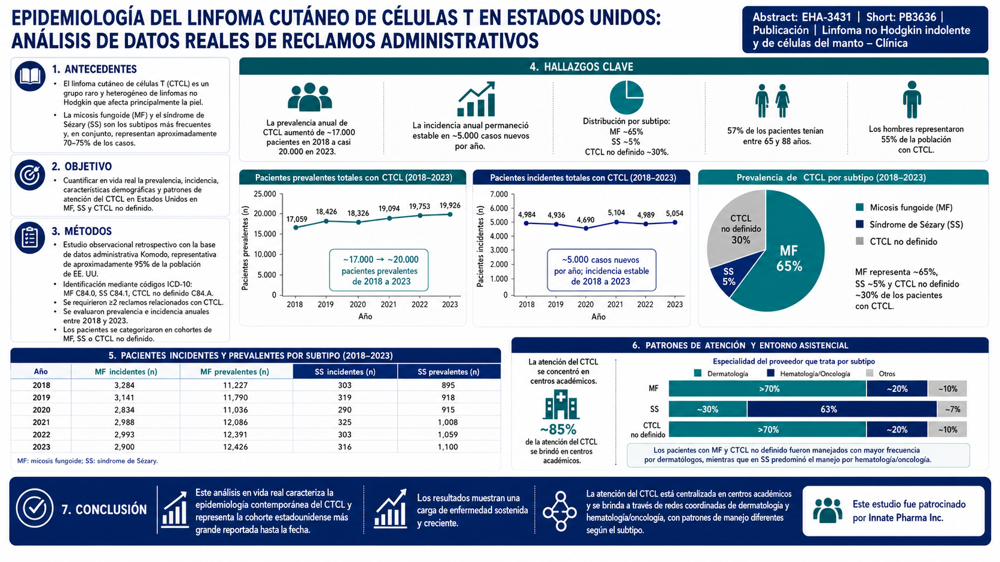 EPIDEMIOLOGÍA DEL LINFOMA CUTÁNEO DE CÉLULAS T EN ESTADOS UNIDOS:
ANÁLISIS DE DATOS REALES DE RECLAMOS ADMINISTRATIVOS
Abstract: EHA-3431 | Short: PB3636 |
Publicación | Linfoma no Hodgkin indolente
y de células del manto – Clínica
1. ANTECEDENTES
• El linfoma cutáneo de células T (CTCL) es un
grupo raro y heterogéneo de linfomas no
Hodgkin que afecta principalmente la piel.
• La micosis fungoide (MF) y el síndrome de
Sézary (SS) son los subtipos más frecuentes
y, en conjunto, representan aproximadamente
70–75% de los casos.
2. OBJETIVO
• Cuantificar en vida real la prevalencia, incidencia,
características demográficas y patrones de
atención del CTCL en Estados Unidos en
MF, SS y CTCL no definido.
3. MÉTODOS
• Estudio observacional retrospectivo con la base
de datos administrativa Komodo, representativa
de aproximadamente 95% de la población
de EE. UU.
• Identificación mediante códigos ICD-10:
MF C84.0, SS C84.1, CTCL no definido C84.A.
• Se requirieron ≥2 reclamos relacionados con CTCL.
• Se evaluaron prevalencia e incidencia anuales
entre 2018 y 2023.
• Los pacientes se categorizaron en cohortes de
MF, SS o CTCL no definido.
4. HALLAZGOS CLAVE
La prevalencia anual de
CTCL aumentó de ~17.000
pacientes en 2018 a casi
20.000 en 2023.
La incidencia anual permaneció
estable en ~5.000 casos nuevos
por año.
Distribución por subtipo:
MF ~65%
SS ~5%
CTCL no definido ~30%.
57% de los pacientes tenían
entre 65 y 88 años.
Los hombres representaron
55% de la población
con CTCL.
Pacientes prevalentes totales con CTCL (2018–2023)
Pacientes prevalentes (n)
25.000
20.000
15.000
10.000
5.000
0
17,059
18,426
18,326
19,094
19,753
19,926
~17.000 → ~20.000
pacientes prevalentes
de 2018 a 2023
2018 2019 2020 2021 2022 2023
Año
Pacientes incidentes totales con CTCL (2018–2023)
Pacientes incidentes (n)
7.000
6.000
5.000
4.000
3.000
2.000
1.000
0
4,984
4,936
4,690
5,104
4,989
5,054
~5.000 casos nuevos
por año; incidencia estable
de 2018 a 2023
2018 2019 2020 2021 2022 2023
Año
Prevalencia de CTCL por subtipo (2018–2023)
CTCL
no definido
30%
SS
5%
MF
65%
Micosis fungoide (MF)
Síndrome de Sézary (SS)
CTCL no definido
MF representa ~65%,
SS ~5% y CTCL no definido
~30% de los pacientes
con CTCL.
5. PACIENTES INCIDENTES Y PREVALENTES POR SUBTIPO (2018–2023)
Año MF incidentes (n) MF prevalentes (n) SS incidentes (n) SS prevalentes (n)
2018 3,284 11,227 303 895
2019 3,141 11,790 319 918
2020 2,834 11,036 290 915
2021 2,988 12,086 325 1,008
2022 2,993 12,391 303 1,059
2023 2,900 12,426 316 1,100
MF: micosis fungoide; SS: síndrome de Sézary.
6. PATRONES DE ATENCIÓN Y ENTORNO ASISTENCIAL
La atención del CTCL
se concentró en
centros académicos.
~85%
de la atención del CTCL
se brindó en centros
académicos.
Especialidad del proveedor que trata por subtipo
Dermatología Hematología/Oncología Otros
MF >70% ~20% ~10%
SS ~30% 63% ~7%
CTCL
no definido >70% ~20% ~10%
Los pacientes con MF y CTCL no definido fueron manejados con mayor frecuencia
por dermatólogos, mientras que en SS predominó el manejo por hematología/oncología.
7. CONCLUSIÓN
Este análisis en vida real caracteriza la
epidemiología contemporánea del CTCL y
representa la cohorte estadounidense más
grande reportada hasta la fecha.
Los resultados muestran una
carga de enfermedad sostenida
y creciente.
La atención del CTCL está centralizada en centros académicos
y se brinda a través de redes coordinadas de dermatología y
hematología/oncología, con patrones de manejo diferentes
según el subtipo.
Este estudio fue patrocinado
por Innate Pharma Inc.